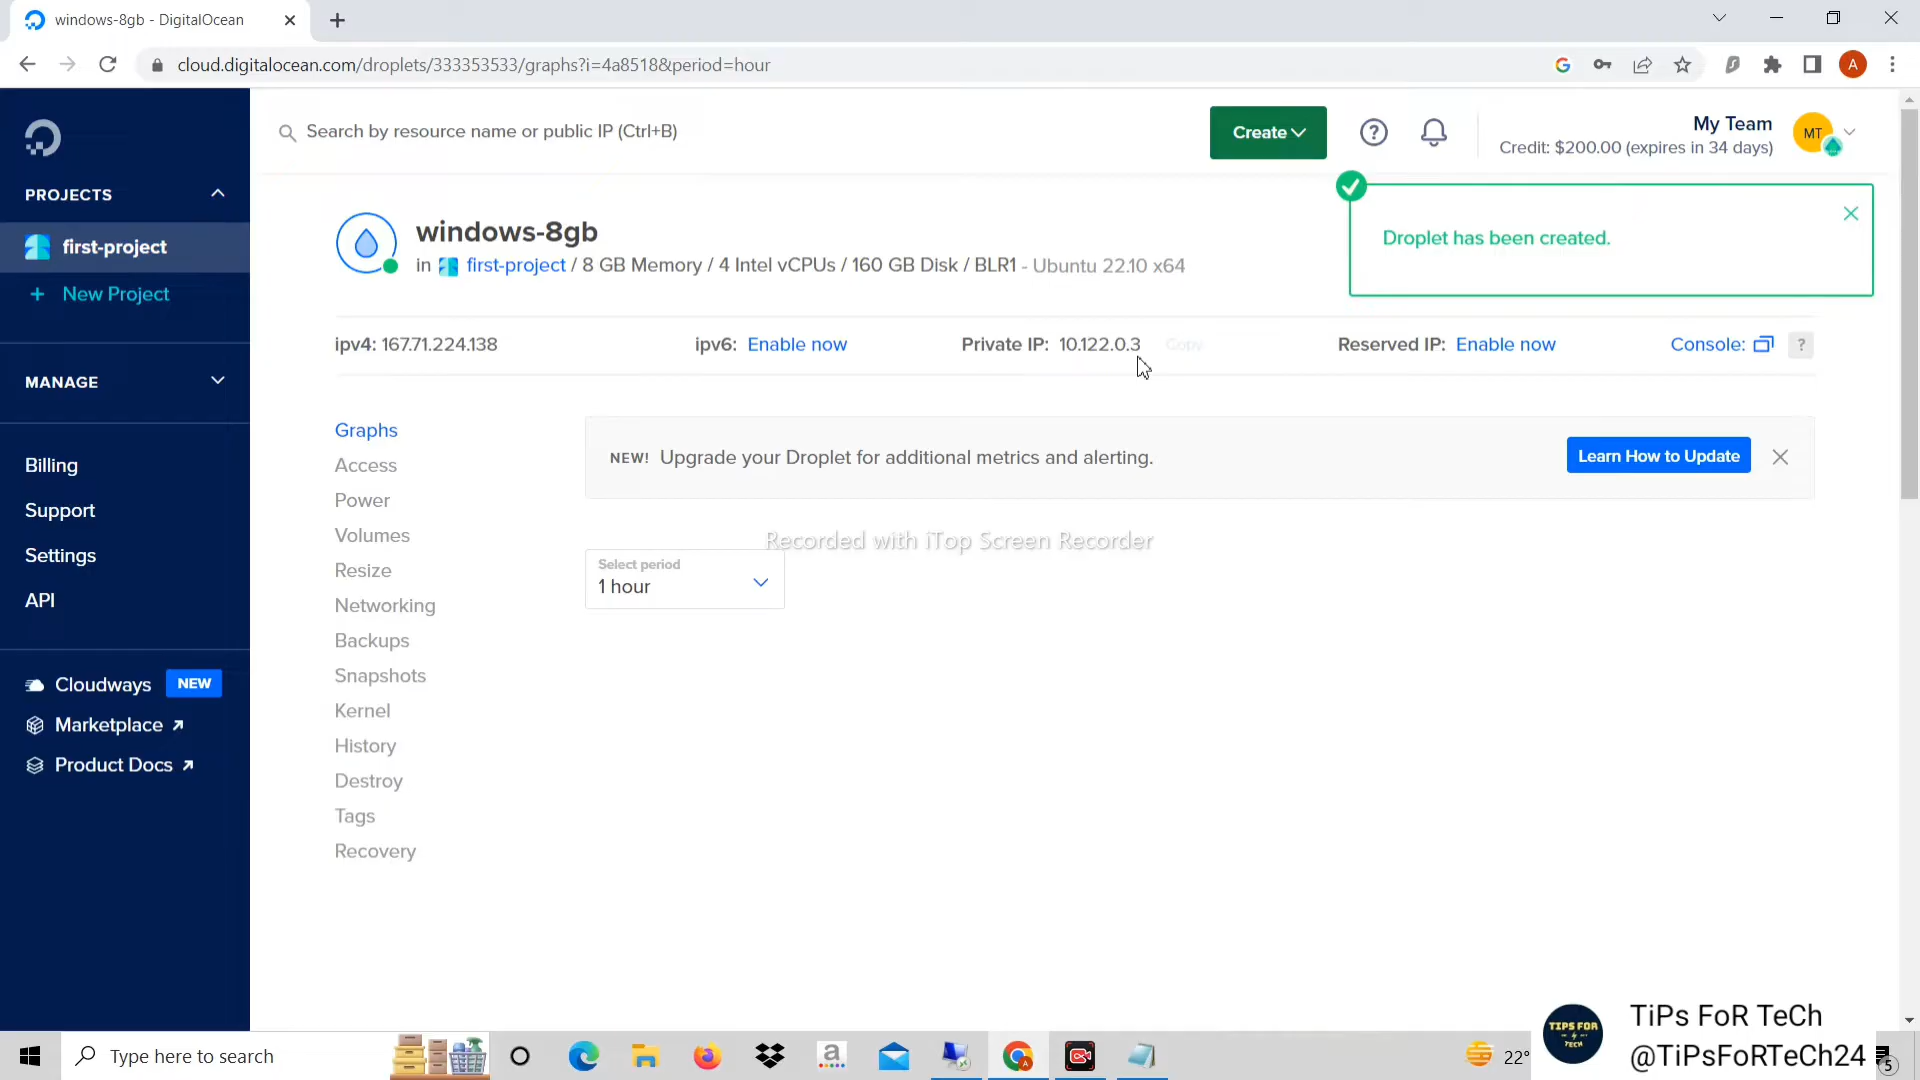 windows-8gb - DigitalOcean
cloud.digitalocean.com/droplets/333353533/graphs?i=4a8518&period=hour
A
Search by resource name or public IP (Ctrl+B)
Create
?
My Team
Credit: $200.00 (expires in 34 days)
MT
PROJECTS
first-project
+ New Project
MANAGE
Billing
Support
Settings
API
Cloudways NEW
Marketplace
Product Docs
windows-8gb
in first-project / 8 GB Memory / 4 Intel vCPUs / 160 GB Disk / BLR1 - Ubuntu 22.10 x64
Droplet has been created.
ipv4: 167.71.224.138
ipv6: Enable now
Private IP: 10.122.0.3 Copy
Reserved IP: Enable now
Console: ?
Graphs
Access
Power
Volumes
Resize
Networking
Backups
Snapshots
Kernel
History
Destroy
Tags
Recovery
NEW! Upgrade your Droplet for additional metrics and alerting.
Learn How to Update
Recorded with iTop Screen Recorder
Select period
1 hour
Type here to search
a
A
22°
TIPS FOR
TECH
TiPs FoR TeCh
@TiPsFoRTeCh24
5